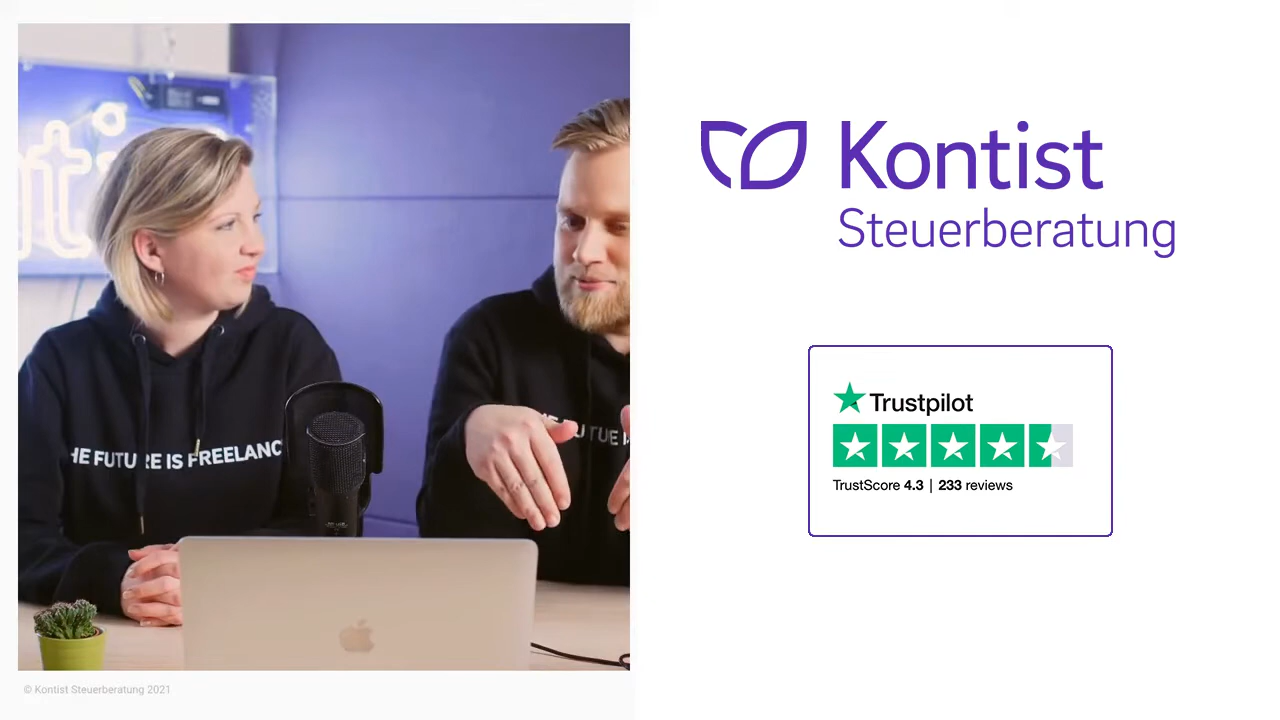 HE FUTURE IS FREELANC
Kontist
Steuerberatung
Trustpilot
TrustScore 4.3 | 233 reviews
© Kontist Steuerberatung 2021